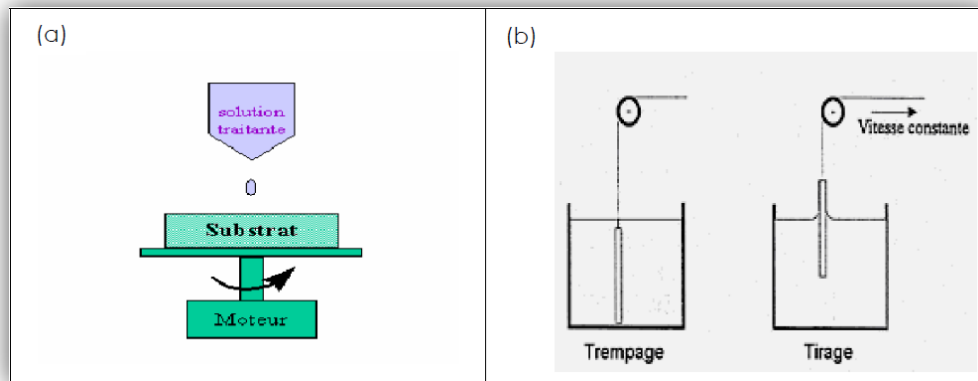 (a)
solution
traitante
Substrat
Moteur
(b)
Vitesse constante
Trempage
Tirage